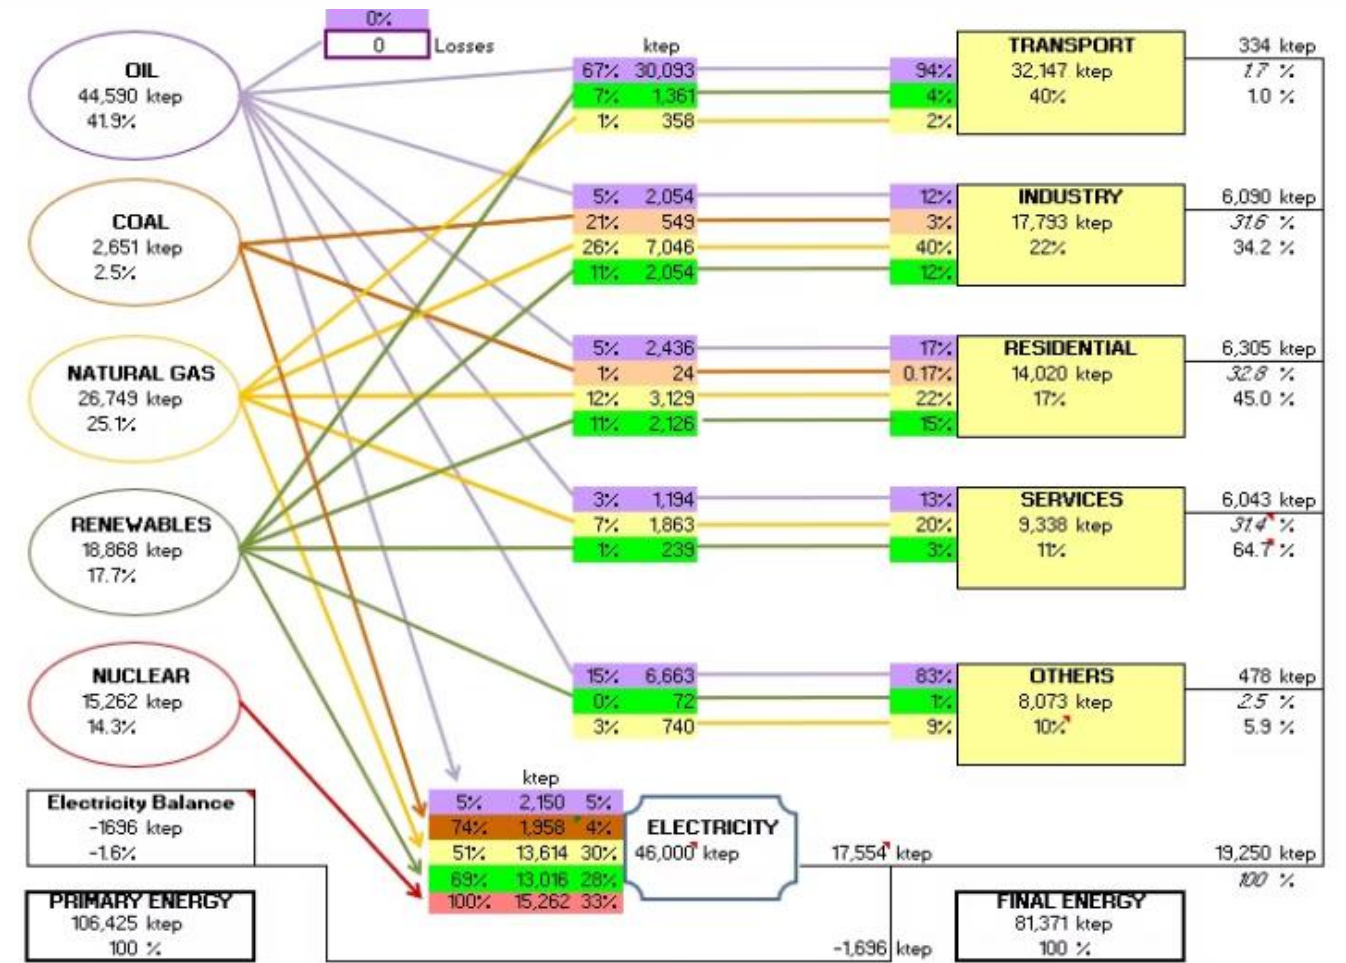 0%
0 Losses
OIL
44,590 ktep
41.9%
COAL
2,651 ktep
2.5%
NATURAL GAS
26,749 ktep
25.1%
RENEWABLES
18,868 ktep
17.7%
NUCLEAR
15,262 ktep
14.3%
Electricity Balance
-1696 ktep
-1.6%
PRIMARY ENERGY
106,425 ktep
100 %
ktep
67% 30,093 94%
7% 1,361 4%
1% 358 2%
TRANSPORT
32,147 ktep
40%
334 ktep
1.7 %
1.0 %
5% 2,054 12%
21% 549 3%
26% 7,046 40%
11% 2,054 12%
INDUSTRY
17,793 ktep
22%
6,090 ktep
31.6 %
34.2 %
5% 2,436 17%
1% 24 0.17%
12% 3,129 22%
11% 2,126 15%
RESIDENTIAL
14,020 ktep
17%
6,305 ktep
32.8 %
45.0 %
3% 1,194 13%
7% 1,863 20%
1% 239 3%
SERVICES
9,338 ktep
11%
6,043 ktep
31.4 %
64.7 %
15% 6,663 83%
0% 72 1%
3% 740 9%
OTHERS
8,073 ktep
10%
478 ktep
2.5 %
5.9 %
ktep
5% 2,150 5%
74% 1,958 4%
51% 13,614 30%
69% 13,016 28%
100% 15,262 33%
ELECTRICITY
46,000 ktep
17,554 ktep
19,250 ktep
100 %
-1,696 ktep
FINAL ENERGY
81,371 ktep
100 %